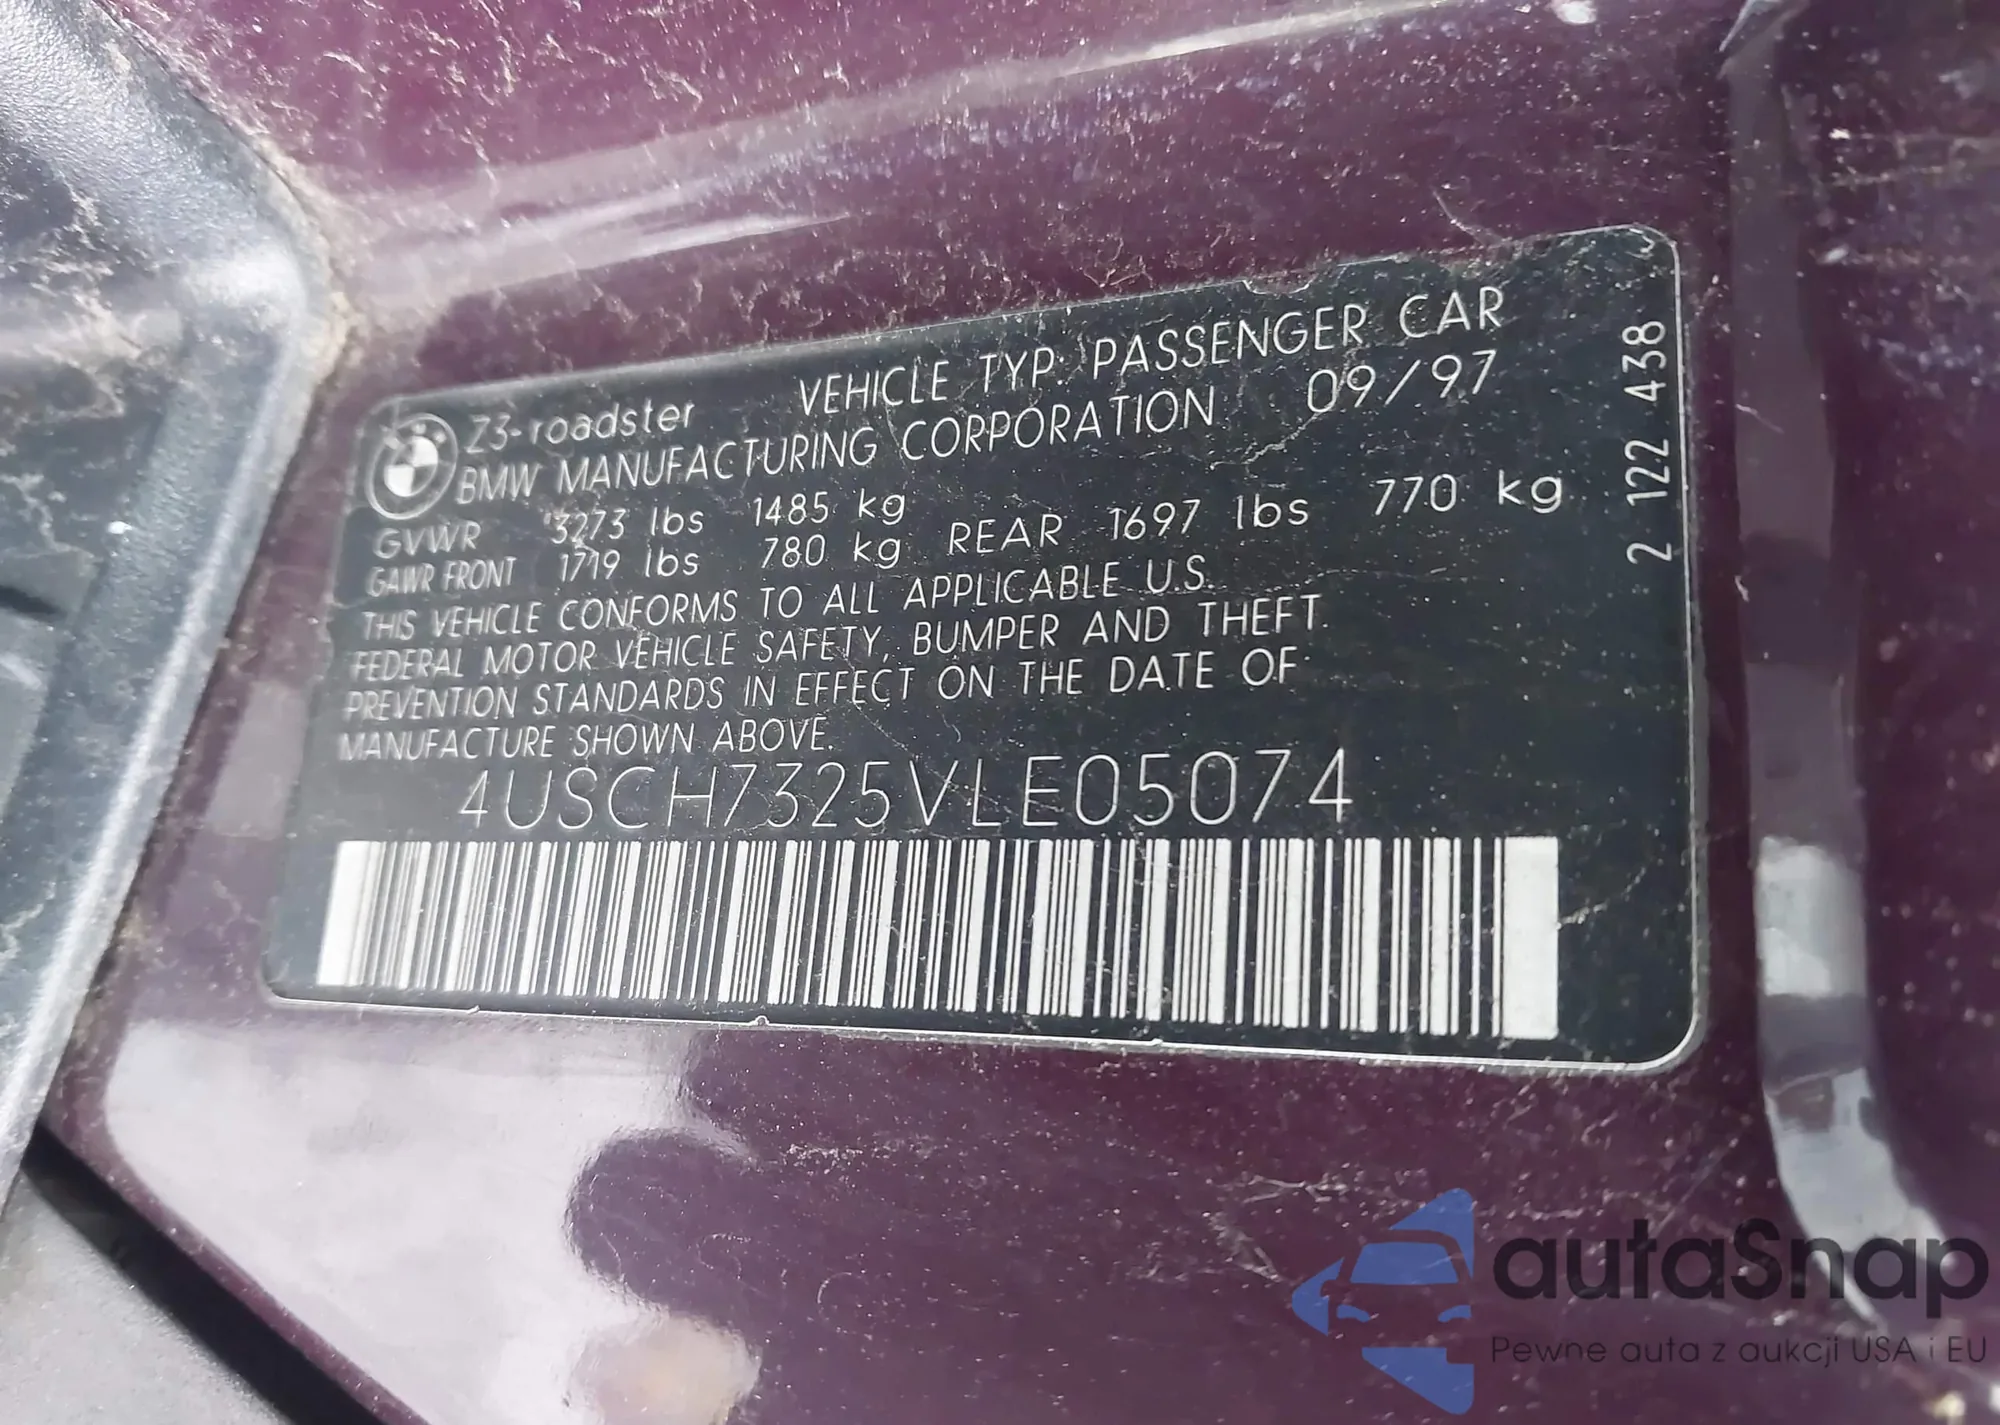 Z3-roadster VEHICLE TYP. PASSENGER CAR
BMW MANUFACTURING CORPORATION 09/97
GVWR 3273 lbs 1485 kg
GAWR FRONT 1719 lbs 780 kg REAR 1697 lbs 770 kg
THIS VEHICLE CONFORMS TO ALL APPLICABLE U.S.
FEDERAL MOTOR VEHICLE SAFETY, BUMPER AND THEFT
PREVENTION STANDARDS IN EFFECT ON THE DATE OF
MANUFACTURE SHOWN ABOVE.
4USCH7325VLE05074
2 122 438
autaSnap
Pewne auta z aukcji USA i EU